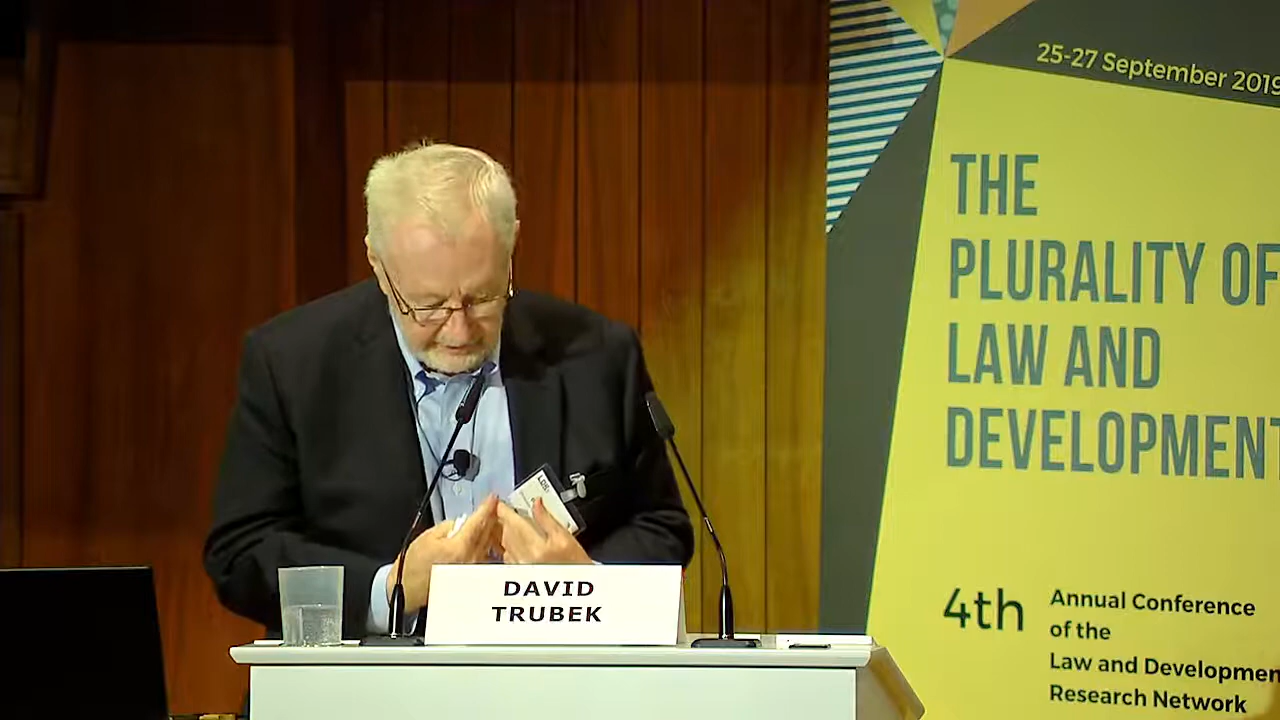 25-27 September 2019
THE
PLURALITY OF
LAW AND
DEVELOPMENT
4th
Annual Conference
of the
Law and Developmen
Research Network
DAVID
TRUBEK